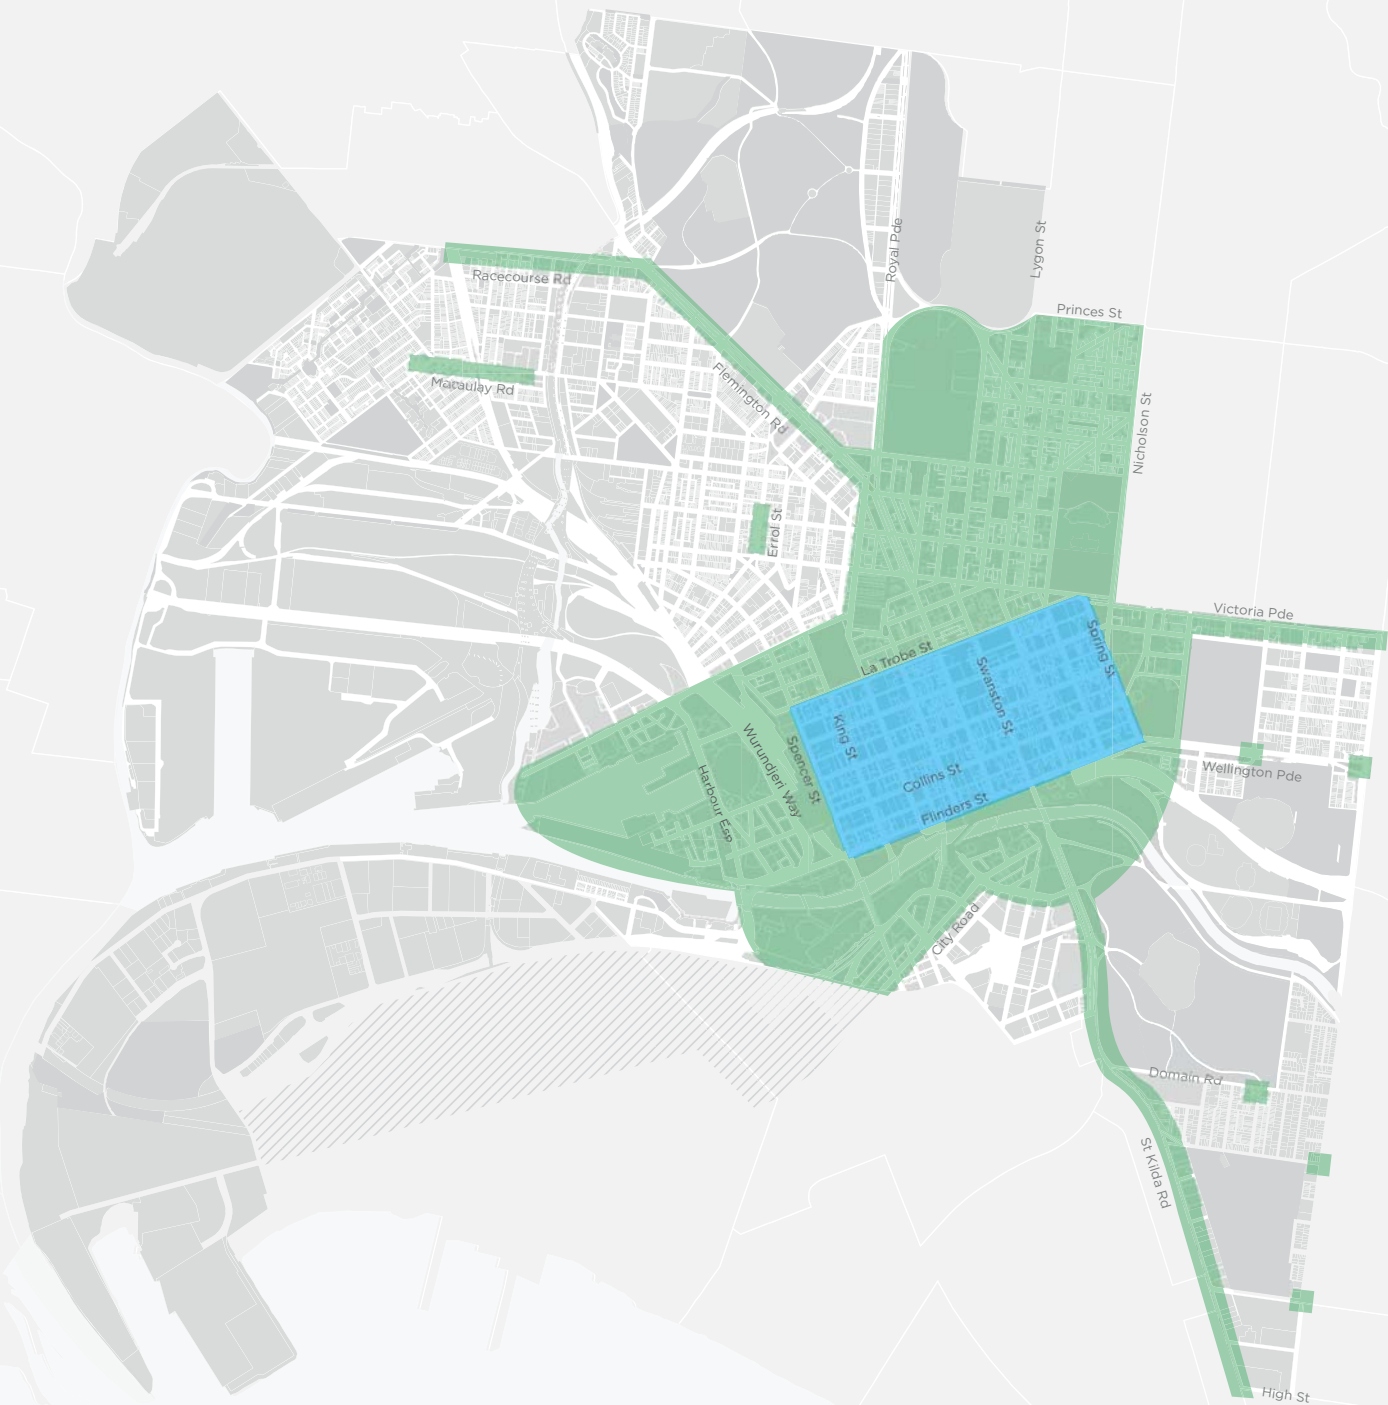 Royal Pde
Lygon St
Racecourse Rd
Princes St
Macaulay Rd
Flemington Rd
Nicholson St
Errol St
Victoria Pde
La Trobe St
Spring St
Swanston St
King St
Wurundjeri Way
Spencer St
Harbour Esp
Collins St
Flinders St
Wellington Pde
City Road
Domain Rd
St Kilda Rd
High St